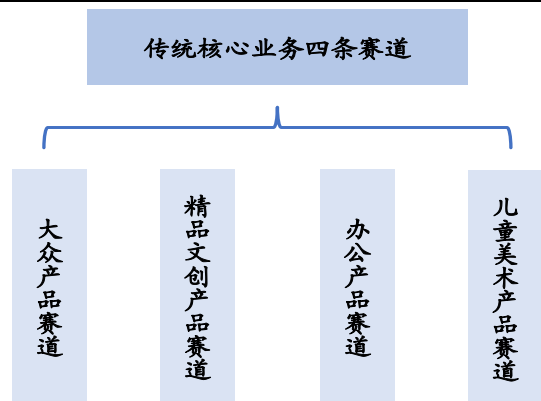 传统核心业务四条赛道
大众产品赛道
精品文创产品赛道
办公产品赛道
儿童美术产品赛道